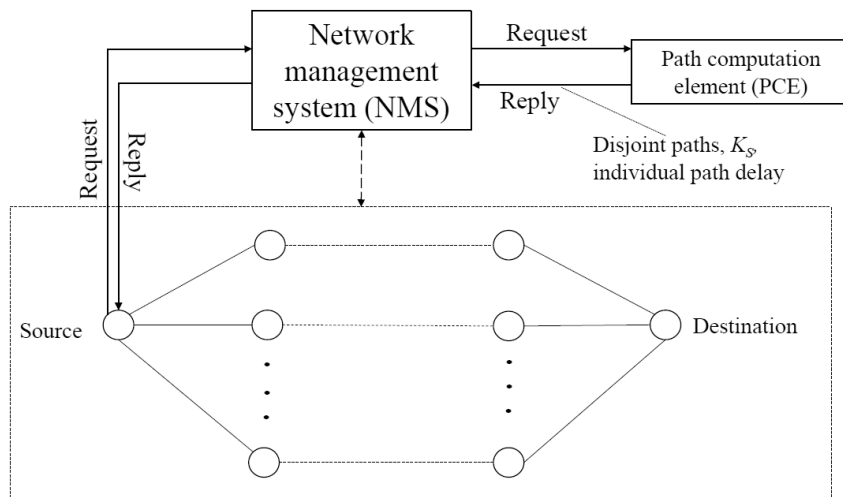 Network
management
system (NMS)
Request
Reply
Path computation
element (PCE)
Disjoint paths, Ks,
individual path delay
Request
Reply
Source
Destination